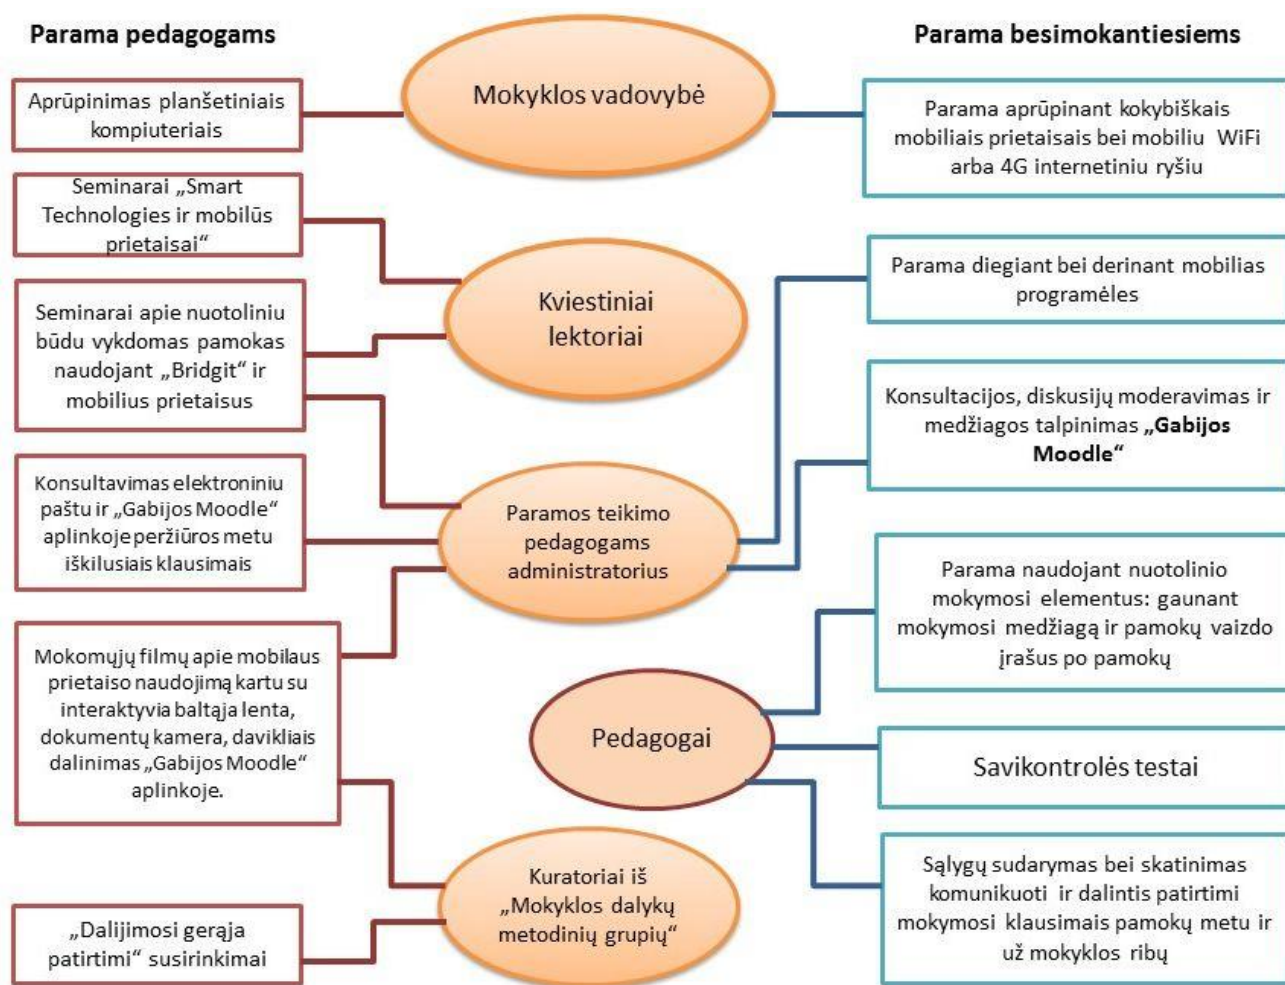 Parama pedagogams
Aprūpinimas planšetiniais
kompiuteriais
Seminarai „Smart
Technologies ir mobilūs
prietaisai“
Seminarai apie nuotoliniu
būdu vykdomas pamokas
naudojant „Bridgit“ ir
mobilius prietaisus
Konsultavimas elektroniniu
paštu ir „Gabijos Moodle“
aplinkoje peržiūros metu
iškilusiais klausimais
Mokomųjų filmų apie mobilaus
prietaiso naudojimą kartu su
interaktyvia baltąja lenta,
dokumentų kamera, davikliais
dalinimas „Gabijos Moodle“
aplinkoje.
„Dalijimosi gerąja
patirtimi“ susirinkimai
Mokyklos vadovybė
Kviestiniai
lektoriai
Paramos teikimo
pedagogams
administratorius
Pedagogai
Kuratoriai iš
„Mokyklos dalykų
metodinių grupių“
Parama besimokantiesiems
Parama aprūpinant kokybiškais
mobiliais prietaisais bei mobiliu WiFi
arba 4G internetiniu ryšiu
Parama diegiant bei derinant mobilias
programėles
Konsultacijos, diskusijų moderavimas ir
medžiagos talpinimas „Gabijos
Moodle“
Parama naudojant nuotolinio
mokymosi elementus: gaunant
mokymosi medžiagą ir pamokų vaizdo
įrašus po pamokų
Savikontrolės testai
Sąlygų sudarymas bei skatinimas
komunikuoti ir dalintis patirtimi
mokymosi klausimais pamokų metu ir
už mokyklos ribų